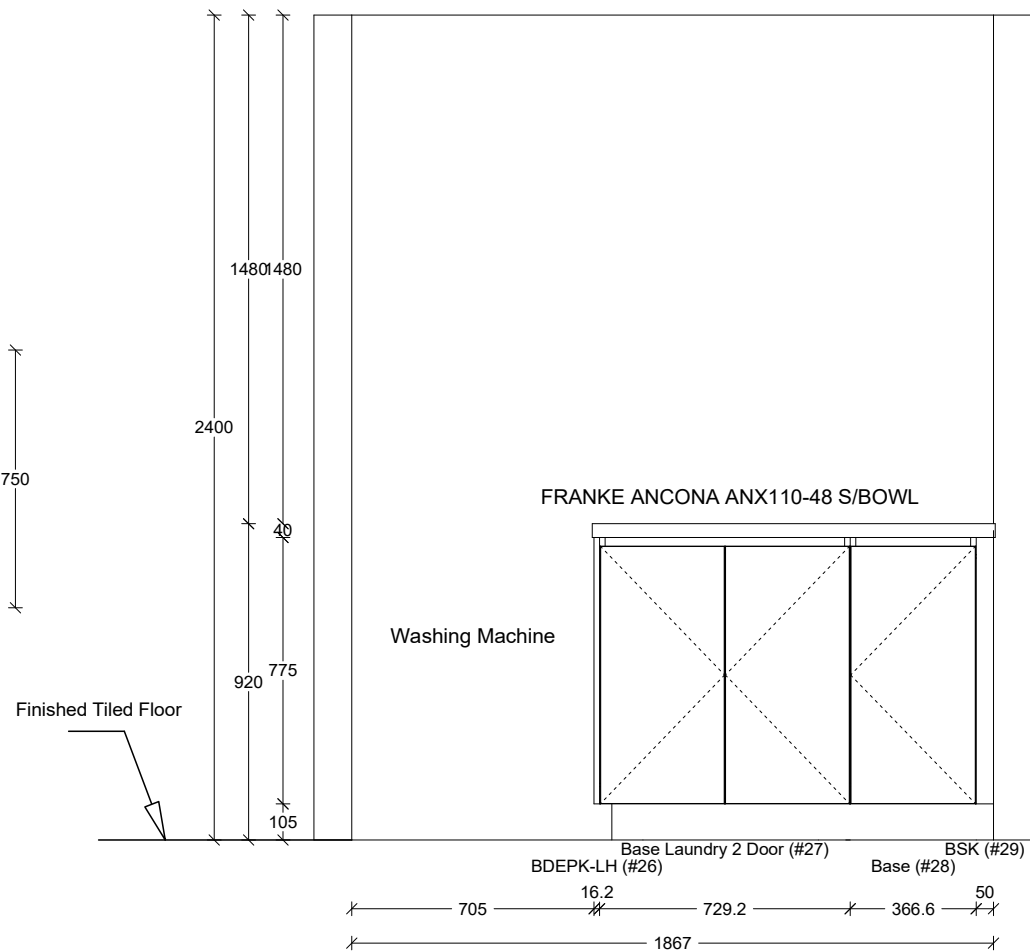 1480
1480
2400
750
FRANKE ANCONA ANX110-48 S/BOWL
40
Washing Machine
775
920
Finished Tiled Floor
105
Base Laundry 2 Door (#27)
BSK (#29)
BDEPK-LH (#26)
Base (#28)
16.2
50
705
729.2
366.6
1867